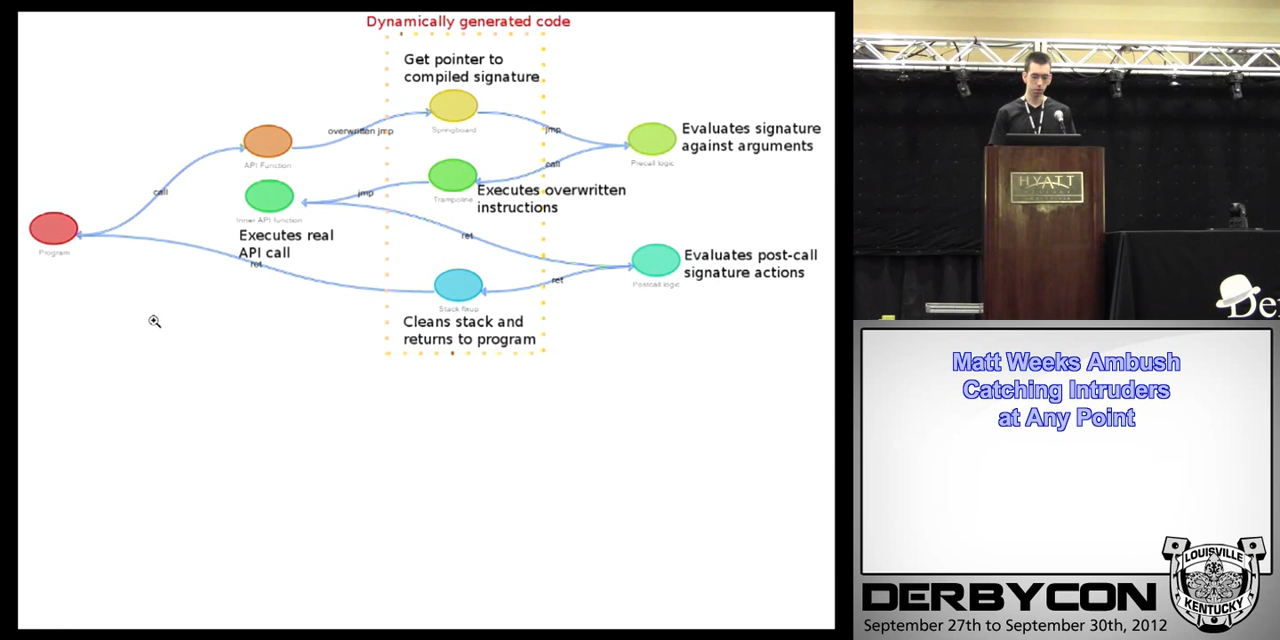 Dynamically generated code
Get pointer to
compiled signature
overwritten jmp
Springboard
jmp
API Function
Evaluates signature
against arguments
Precall logic
call
call
jmp
Trampoline
Executes overwritten
instructions
Inner API function
Executes real
API call
ret
Program
ret
Evaluates post-call
signature actions
Postcall logic
ret
Stack fixup
Cleans stack and
returns to program
HYATT
De
Matt Weeks Ambush
Catching Intruders
at Any Point
LOUISVILLE
KENTUCKY
DERBYCON
September 27th to September 30th, 2012